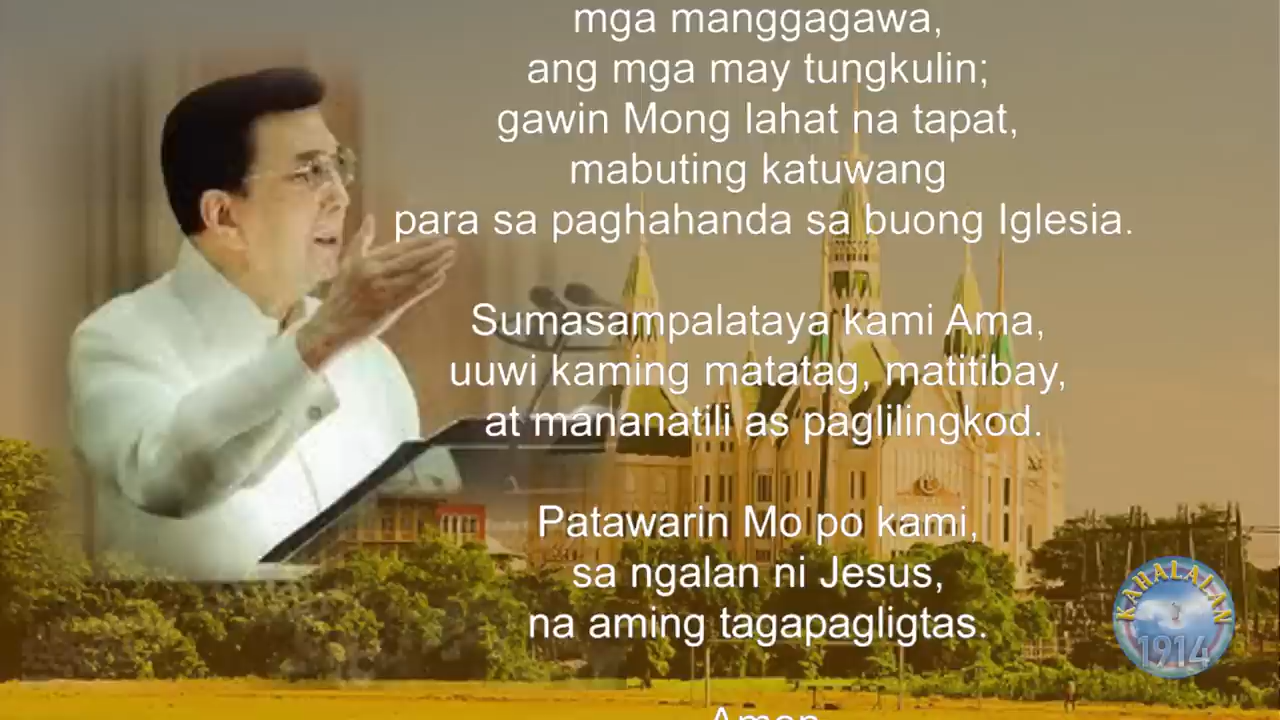 mga manggagawa,
ang mga may tungkulin;
gawin Mong lahat na tapat,
mabuting katuwang
para sa paghahanda sa buong Iglesia.
Sumasampalataya kami Ama,
uuwi kaming matatag, matitibay,
at mananatili as paglilingkod.
Patawarin Mo po kami,
sa ngalan ni Jesus,
na aming tagapagligtas.
Amen
KAHALALAN
1914